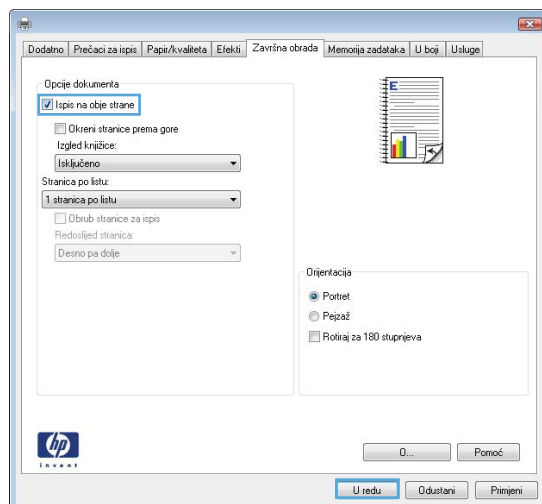 Dodatno Prečaci za ispis Papir/kvaliteta Efekti Završna obrada Memorija zadataka U boji Usluge
Opcije dokumenta
Ispis na obje strane
Okreni stranice prema gore
Izgled knjižice:
Isključeno
Stranica po listu:
1 stranica po listu
Obrub stranice za ispis
Redoslijed stranica:
Desno pa dolje
E
Orijentacija
Portret
Pejzaž
Rotiraj za 180 stupnjeva
hp
invent
O... Pomoć
U redu Odustani Primijeni